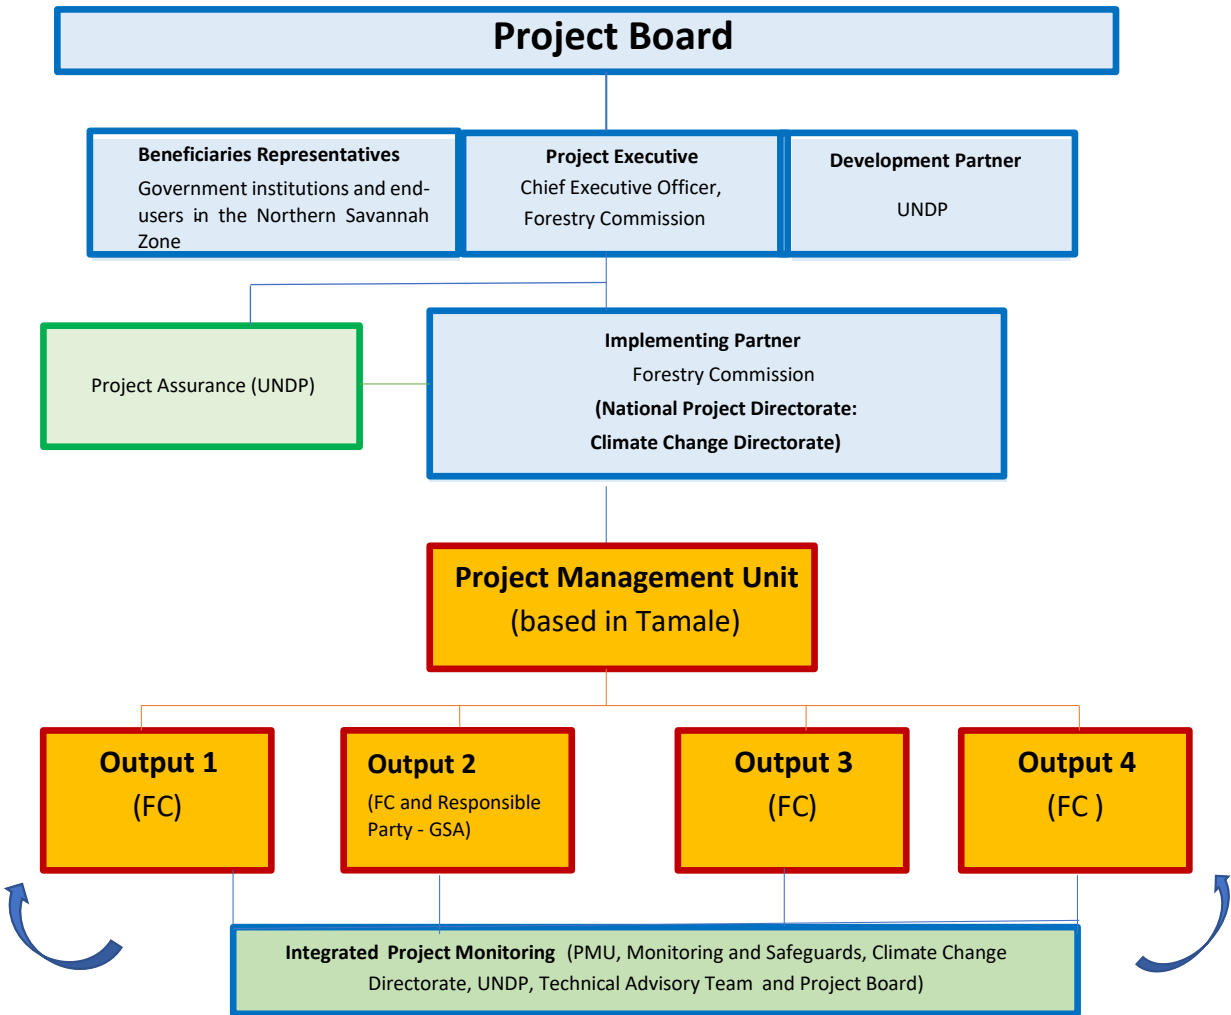 Project Board
Beneficiaries Representatives
Government institutions and end-
users in the Northern Savannah
Zone
Project Executive
Chief Executive Officer,
Forestry Commission
Development Partner
UNDP
Project Assurance (UNDP)
Implementing Partner
Forestry Commission
(National Project Directorate:
Climate Change Directorate)
Project Management Unit
(based in Tamale)
Output 1
(FC)
Output 2
(FC and Responsible
Party - GSA)
Output 3
(FC)
Output 4
(FC )
Integrated Project Monitoring (PMU, Monitoring and Safeguards, Climate Change
Directorate, UNDP, Technical Advisory Team and Project Board)